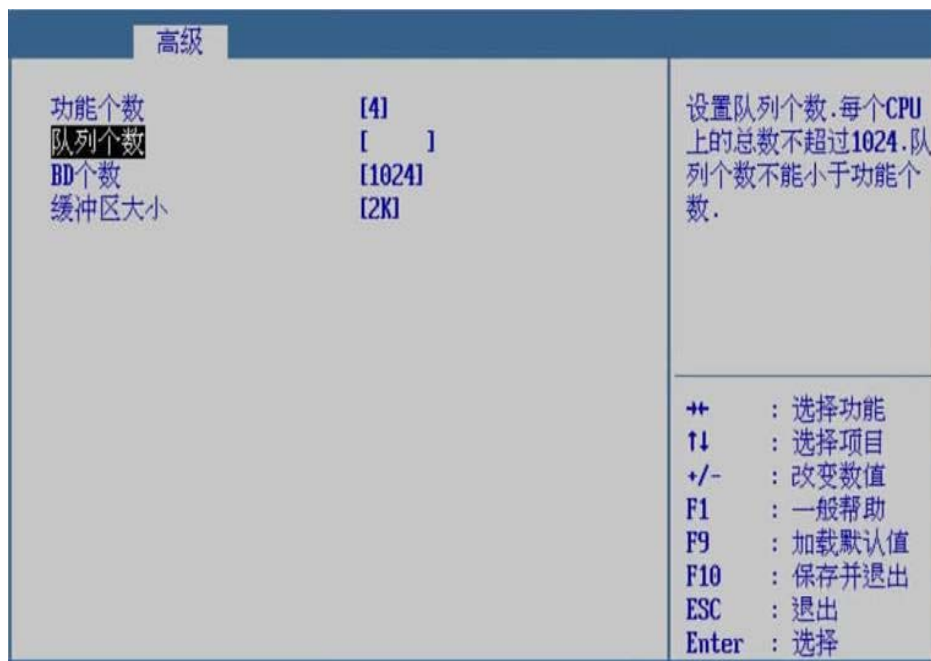 高级
功能个数 [4]
队列个数 [ ]
BD个数 [1024]
缓冲区大小 [2K]
设置队列个数.每个CPU
上的总数不超过1024.队
列个数不能小于功能个
数.
→← : 选择功能
↑↓ : 选择项目
+/- : 改变数值
F1 : 一般帮助
F9 : 加载默认值
F10 : 保存并退出
ESC : 退出
Enter : 选择